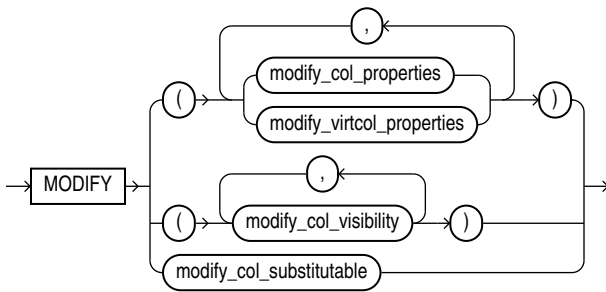 ,
modify_col_properties
( )
modify_virtcol_properties
MODIFY
,
( modify_col_visibility )
modify_col_substitutable